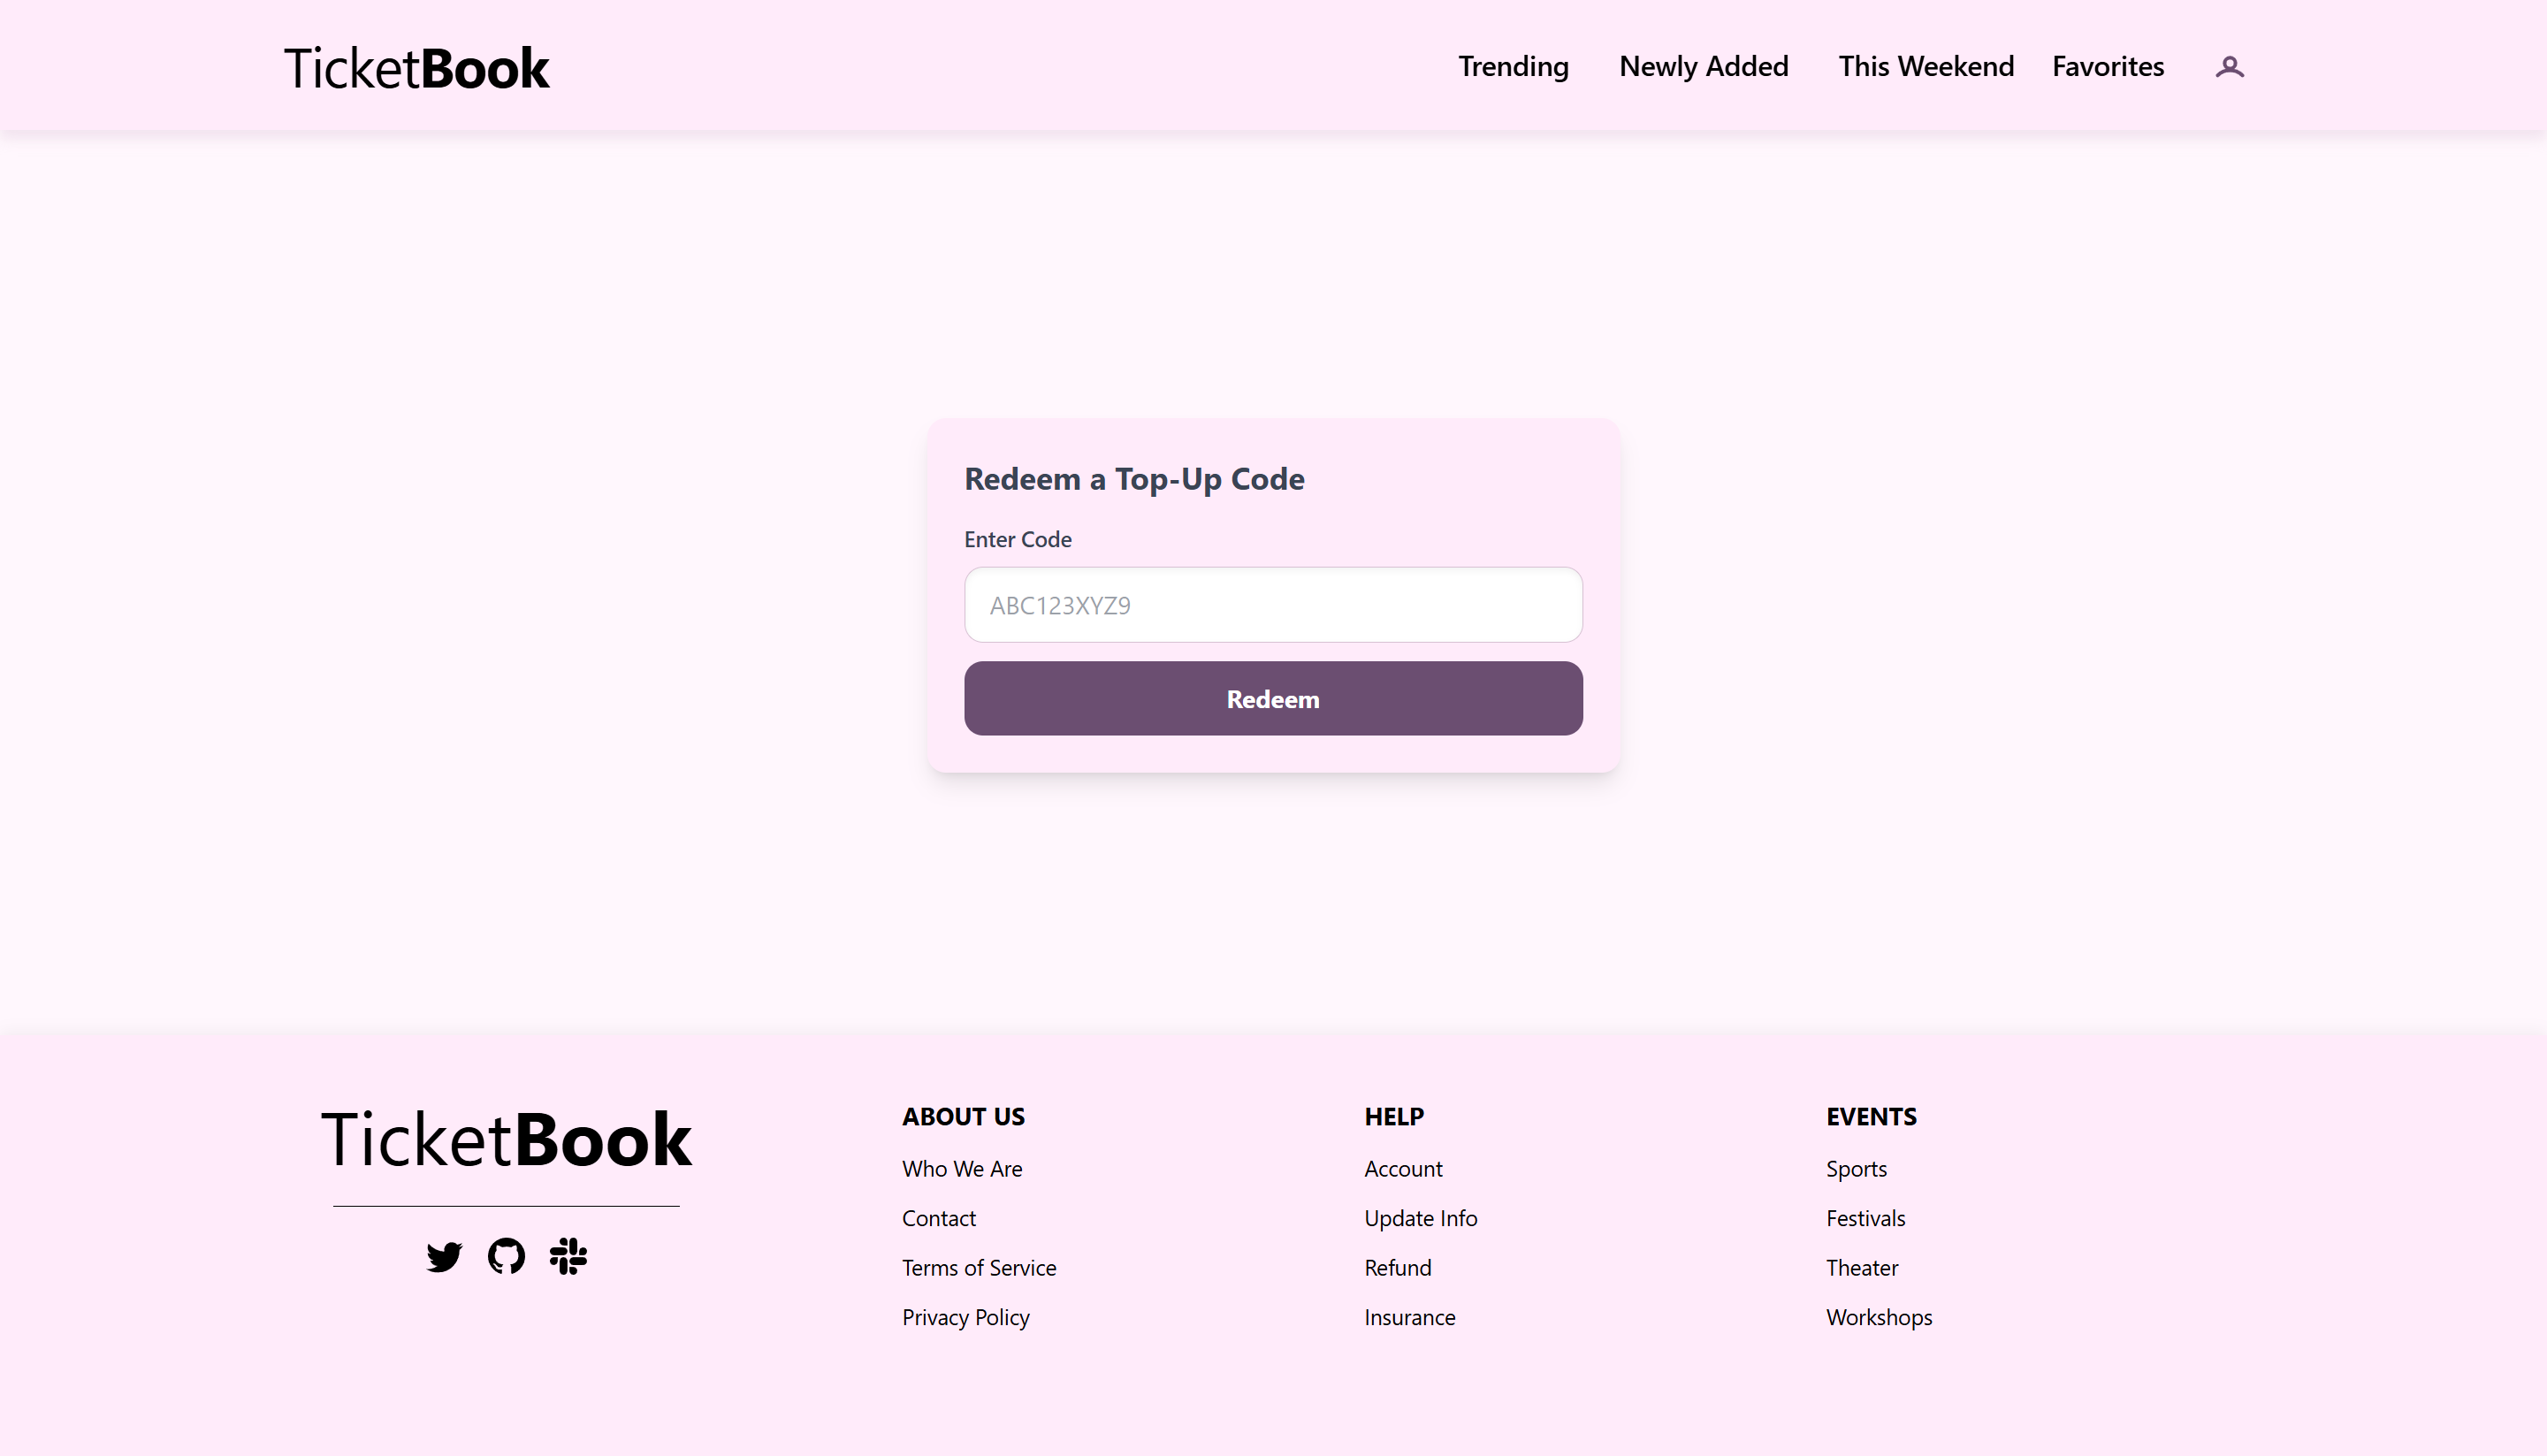 TicketBook
Trending Newly Added This Weekend Favorites
Redeem a Top-Up Code
Enter Code
ABC123XYZ9
Redeem
TicketBook
ABOUT US
Who We Are
Contact
Terms of Service
Privacy Policy
HELP
Account
Update Info
Refund
Insurance
EVENTS
Sports
Festivals
Theater
Workshops